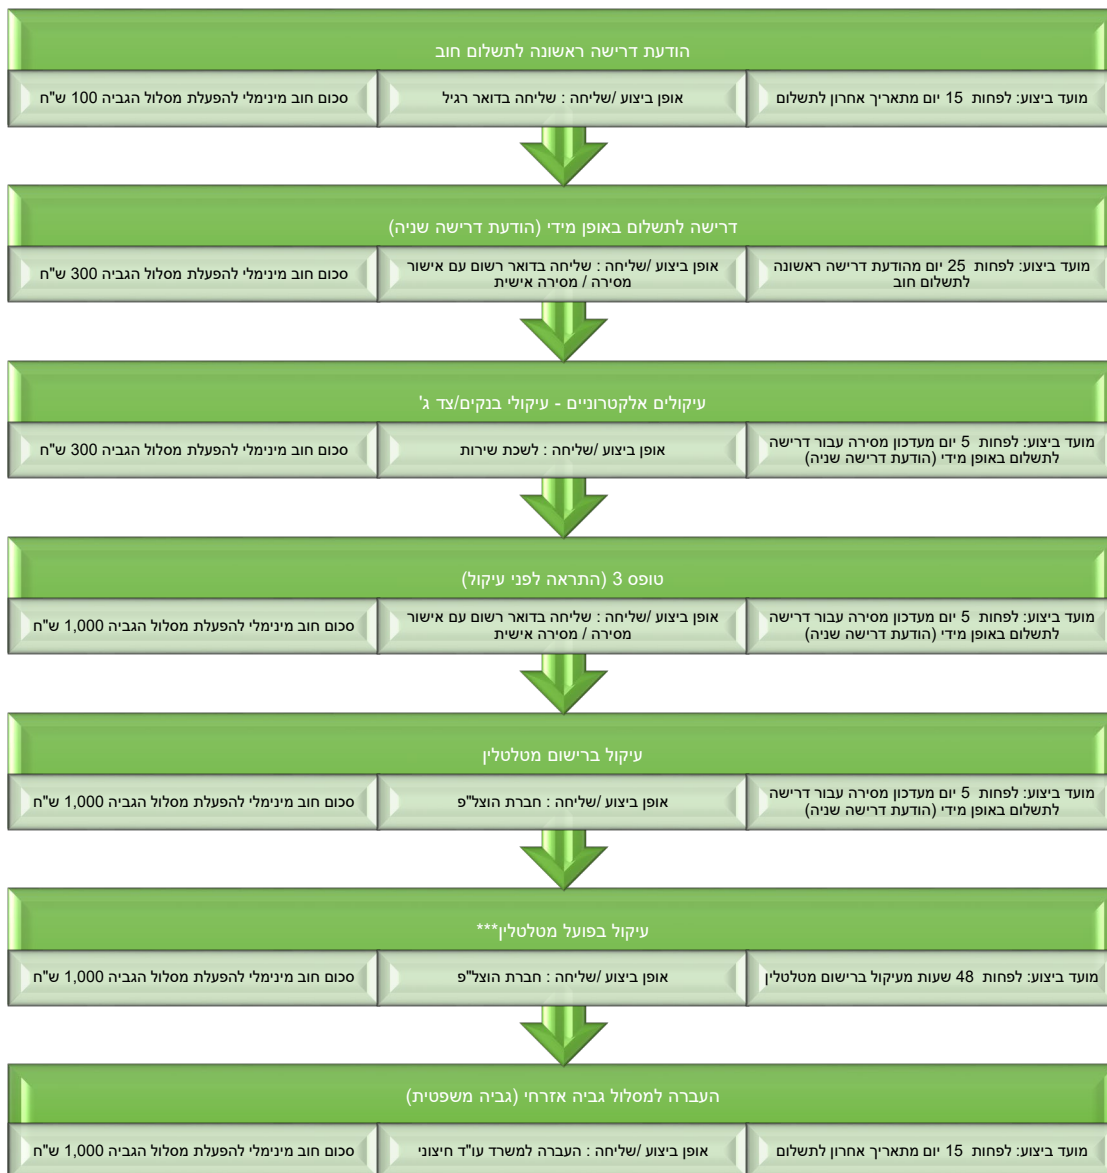 הודעת דרישה ראשונה לתשלום חוב
מועד ביצוע: לפחות 15 יום מתאריך אחרון לתשלום
אופן ביצוע /שליחה : שליחה בדואר רגיל
סכום חוב מינימלי להפעלת מסלול הגביה 100 ש"ח
דרישה לתשלום באופן מידי (הודעת דרישה שניה)
מועד ביצוע: לפחות 25 יום מהודעת דרישה ראשונה
לתשלום חוב
אופן ביצוע /שליחה : שליחה בדואר רשום עם אישור
מסירה / מסירה אישית
סכום חוב מינימלי להפעלת מסלול הגביה 300 ש"ח
עיקולים אלקטרוניים - עיקולי בנקים/צד ג'
מועד ביצוע: לפחות 5 יום מעדכון מסירה עבור דרישה
לתשלום באופן מידי (הודעת דרישה שניה)
אופן ביצוע /שליחה : לשכת שירות
סכום חוב מינימלי להפעלת מסלול הגביה 300 ש"ח
טופס 3 (התראה לפני עיקול)
מועד ביצוע: לפחות 5 יום מעדכון מסירה עבור דרישה
לתשלום באופן מידי (הודעת דרישה שניה)
אופן ביצוע /שליחה : שליחה בדואר רשום עם אישור
מסירה / מסירה אישית
סכום חוב מינימלי להפעלת מסלול הגביה 1,000 ש"ח
עיקול ברישום מטלטלין
מועד ביצוע: לפחות 5 יום מעדכון מסירה עבור דרישה
לתשלום באופן מידי (הודעת דרישה שניה)
אופן ביצוע /שליחה : חברת הוצל"פ
סכום חוב מינימלי להפעלת מסלול הגביה 1,000 ש"ח
עיקול בפועל מטלטלין***
מועד ביצוע: לפחות 48 שעות מעיקול ברישום מטלטלין
אופן ביצוע /שליחה : חברת הוצל"פ
סכום חוב מינימלי להפעלת מסלול הגביה 1,000 ש"ח
העברה למסלול גביה אזרחי (גביה משפטית)
מועד ביצוע: לפחות 15 יום מתאריך אחרון לתשלום
אופן ביצוע /שליחה : העברה למשרד עו"ד חיצוני
סכום חוב מינימלי להפעלת מסלול הגביה 1,000 ש"ח